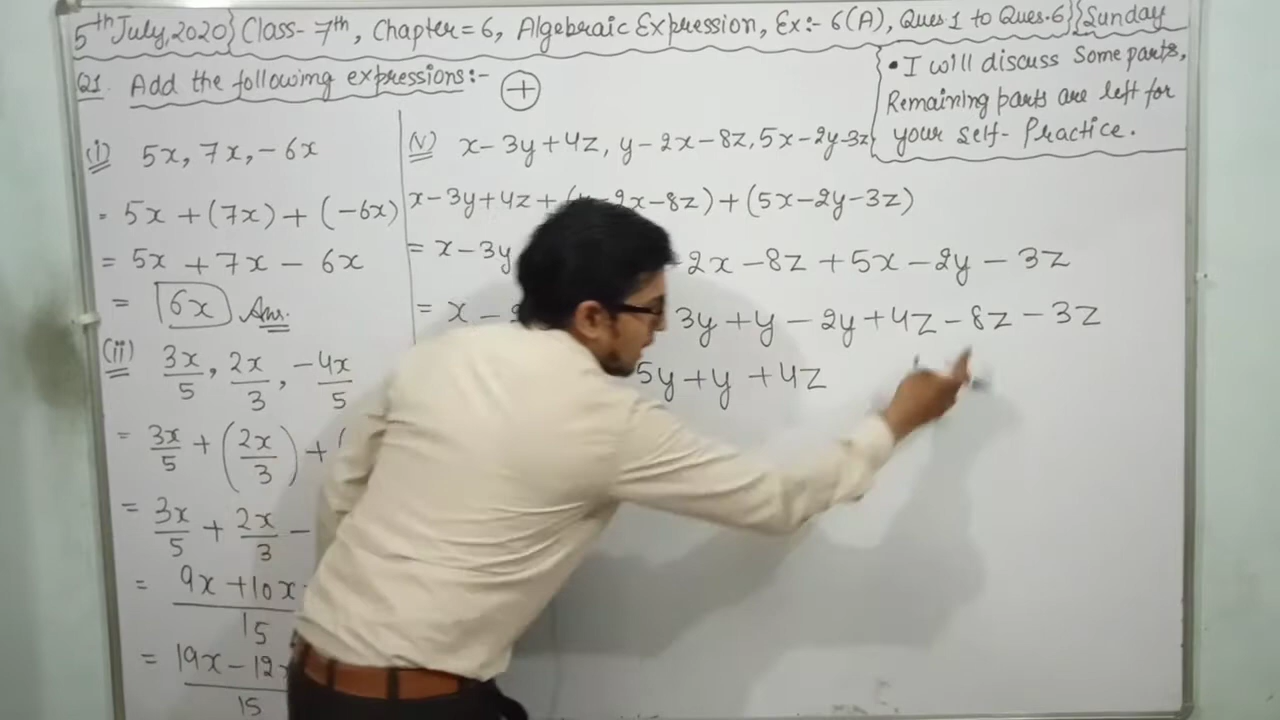 5th July, 2020} Class- 7th, Chapter = 6, Algebraic Expression, Ex:- 6(A), Ques.1 to Ques.6} {Sunday
Q1. Add the following expressions:- +
• I will discuss Some parts,
Remaining parts are left for
your self- Practice.
(i) 5x, 7x, -6x
= 5x + (7x) + (-6x)
= 5x + 7x - 6x
= 6x Ans.
(ii) 3x/5, 2x/3, -4x/5
= 3x/5 + (2x/3) + (
= 3x/5 + 2x/3 -
= 9x+10x / 15
= 19x-12 / 15
(v) x-3y+4z, y-2x-8z, 5x-2y-3z
x-3y+4z+( -2x-8z)+(5x-2y-3z)
= x-3y -2x-8z+5x-2y-3z
= x- 3y+y-2y+4z-8z-3z
5y+y+4z